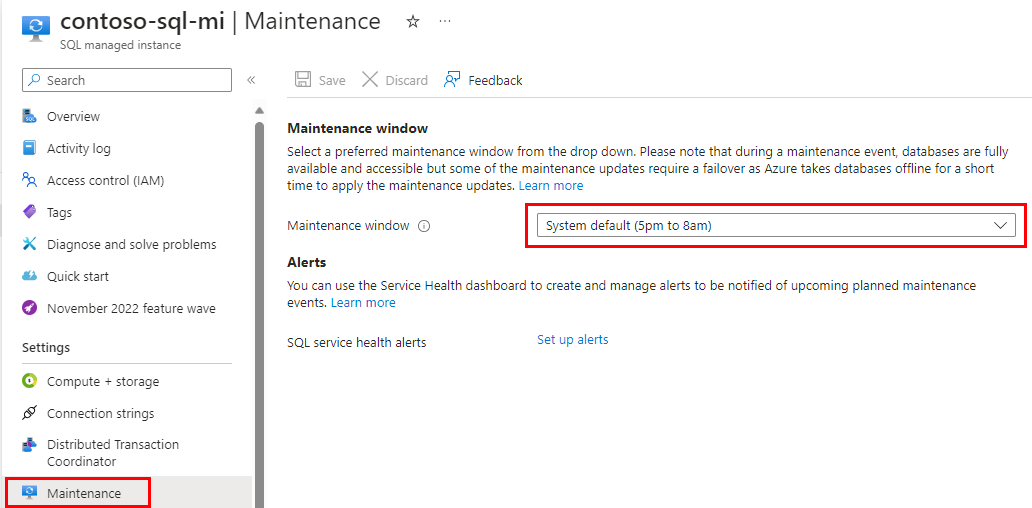 contoso-sql-mi | Maintenance
SQL managed instance
Search
Overview
Activity log
Access control (IAM)
Tags
Diagnose and solve problems
Quick start
November 2022 feature wave
Settings
Compute + storage
Connection strings
Distributed Transaction
Coordinator
Maintenance
Save Discard Feedback
Maintenance window
Select a preferred maintenance window from the drop down. Please note that during a maintenance event, databases are fully
available and accessible but some of the maintenance updates require a failover as Azure takes databases offline for a short
time to apply the maintenance updates. Learn more
Maintenance window System default (5pm to 8am)
Alerts
You can use the Service Health dashboard to create and manage alerts to be notified of upcoming planned maintenance
events. Learn more
SQL service health alerts Set up alerts